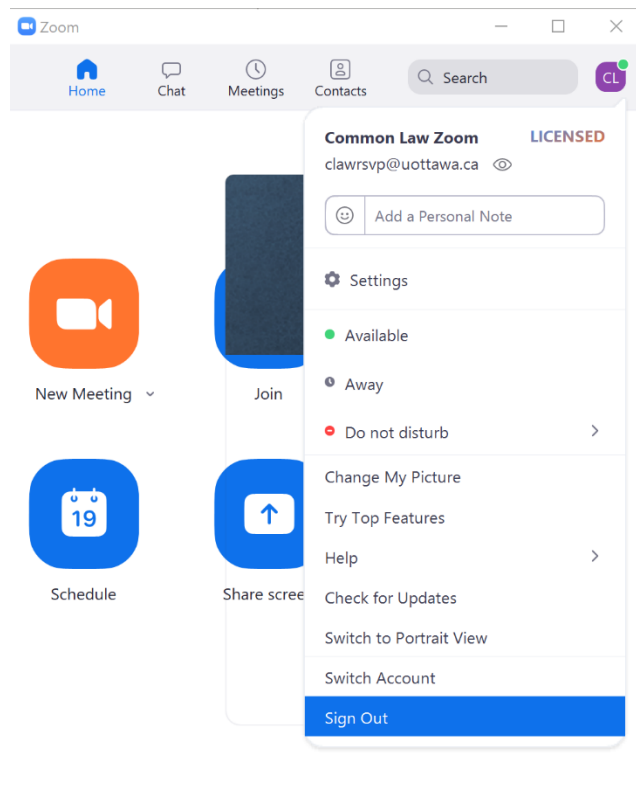 Zoom
Home
Chat
Meetings
Contacts
Search
CL
Common Law Zoom
LICENSED
clawrsvp@uottawa.ca
Add a Personal Note
Settings
Available
Away
Do not disturb
Change My Picture
Try Top Features
Help
Check for Updates
Switch to Portrait View
Switch Account
Sign Out
New Meeting
Join
19
Schedule
Share scree